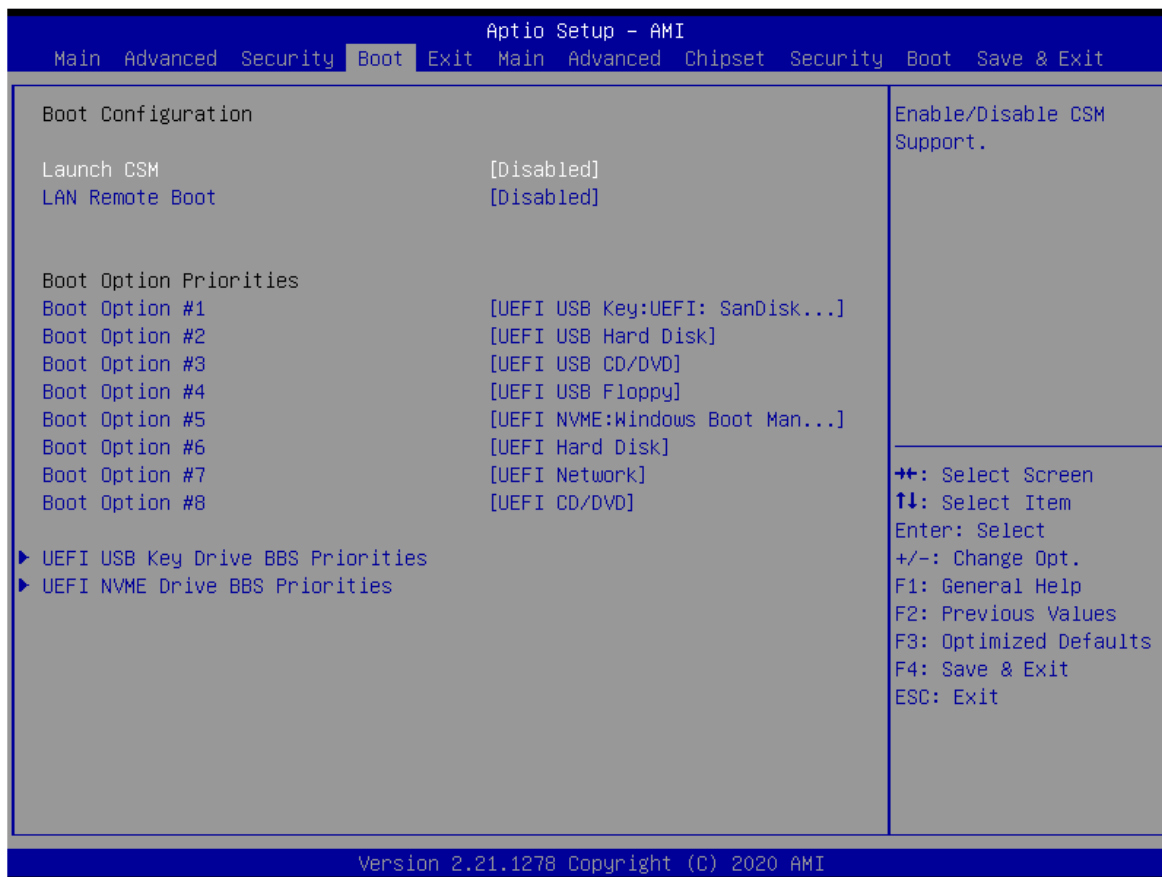 Aptio Setup – AMI
Main Advanced Security Boot Exit Main Advanced Chipset Security Boot Save & Exit
Boot Configuration
Launch CSM [Disabled]
LAN Remote Boot [Disabled]
Boot Option Priorities
Boot Option #1 [UEFI USB Key:UEFI: SanDisk...]
Boot Option #2 [UEFI USB Hard Disk]
Boot Option #3 [UEFI USB CD/DVD]
Boot Option #4 [UEFI USB Floppy]
Boot Option #5 [UEFI NVME:Windows Boot Man...]
Boot Option #6 [UEFI Hard Disk]
Boot Option #7 [UEFI Network]
Boot Option #8 [UEFI CD/DVD]
UEFI USB Key Drive BBS Priorities
UEFI NVME Drive BBS Priorities
Enable/Disable CSM
Support.
→←: Select Screen
↑↓: Select Item
Enter: Select
+/-: Change Opt.
F1: General Help
F2: Previous Values
F3: Optimized Defaults
F4: Save & Exit
ESC: Exit
Version 2.21.1278 Copyright (C) 2020 AMI